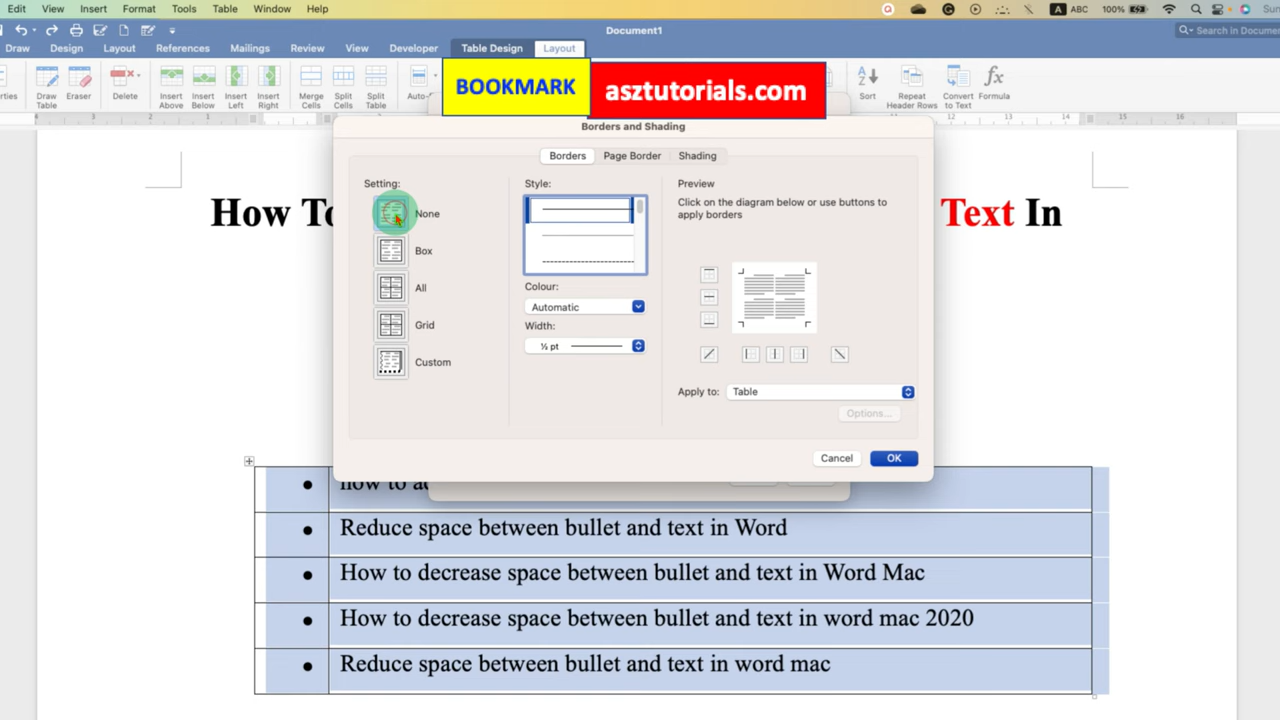 Edit View Insert Format Tools Table Window Help A ABC 100% Sun
Document1
Search in Document
Draw Design Layout References Mailings Review View Developer Table Design Layout
BOOKMARK asztutorials.com
Draw Table Eraser Delete Insert Above Insert Below Insert Left Insert Right Merge Cells Split Cells Split Table Sort Repeat Header Rows Convert to Text Formula
Borders and Shading
Borders Page Border Shading
Setting:
None
Box
All
Grid
Custom
Style:
Colour:
Automatic
Width:
½ pt
Preview
Click on the diagram below or use buttons to
apply borders
Apply to: Table
Options...
Cancel OK
How To Text In
how to
• Reduce space between bullet and text in Word
• How to decrease space between bullet and text in Word Mac
• How to decrease space between bullet and text in word mac 2020
• Reduce space between bullet and text in word mac